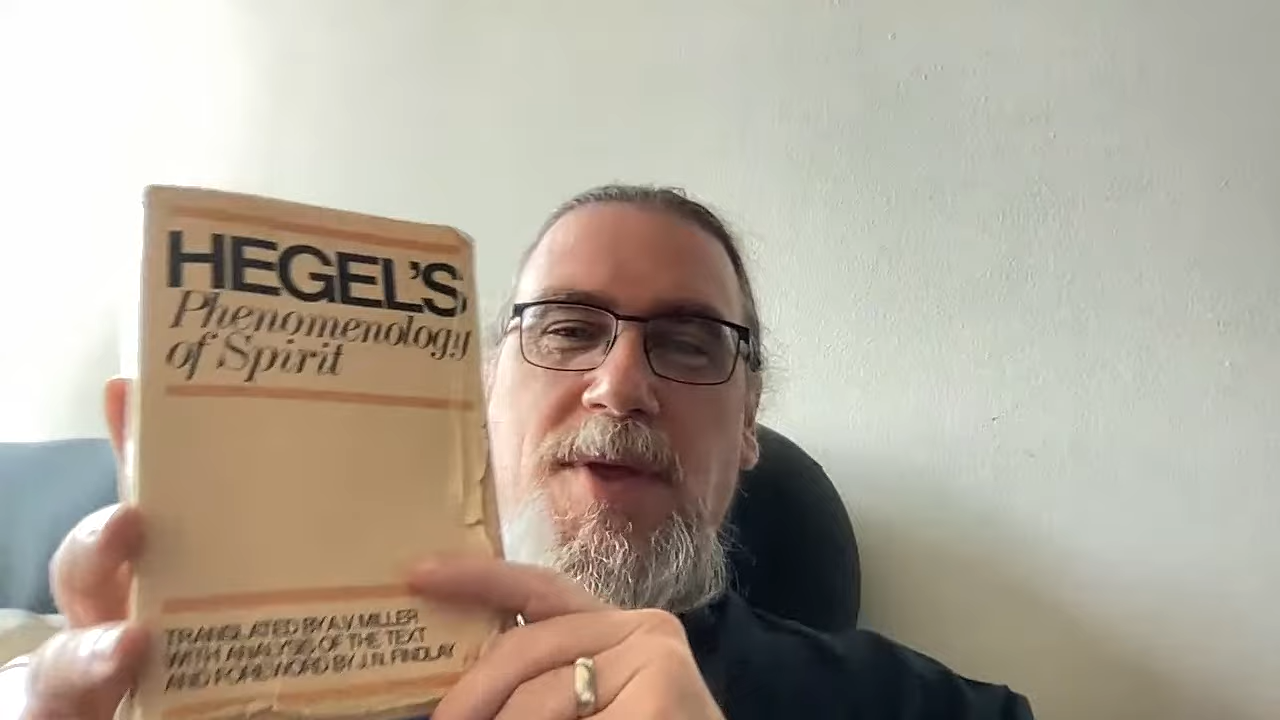 HEGEL'S
Phenomenology
of Spirit
TRANSLATED BY A.V. MILLER
WITH ANALYSIS OF THE TEXT
AND FOREWORD BY J. N. FINDLAY